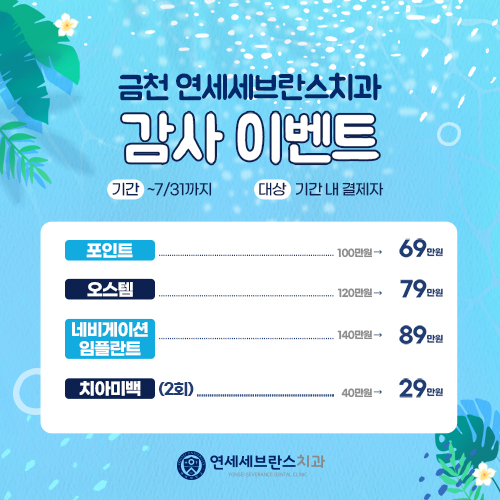 금천 연세세브란스치과
감사 이벤트
기간 ~7/31까지 대상 기간 내 결제자
포인트 100만원→ 69만원
오스템 120만원→ 79만원
네비게이션
임플란트 140만원→ 89만원
치아미백 (2회) 40만원→ 29만원
연세세브란스치과
YONSEI SEVERANCE DENTAL CLINIC